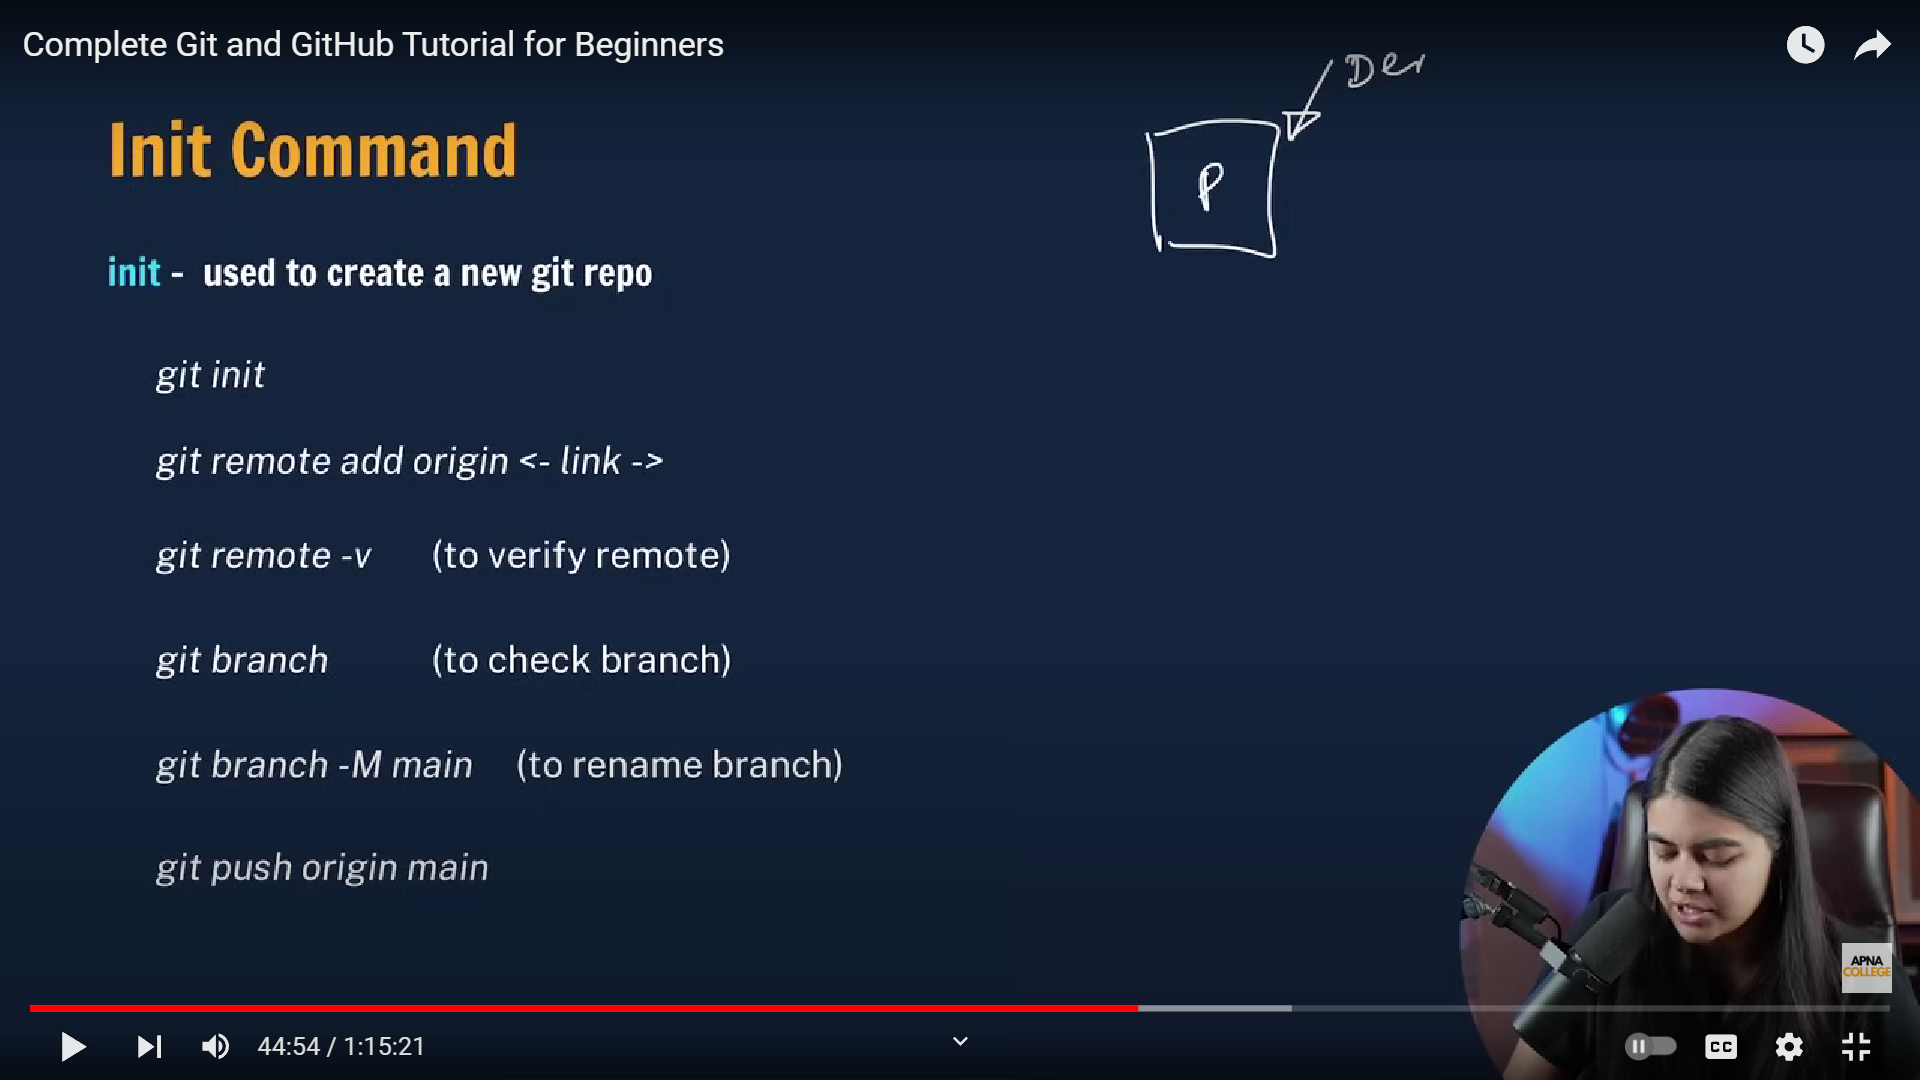 Complete Git and GitHub Tutorial for Beginners
Der
Init Command
P
init - used to create a new git repo
git init
git remote add origin <- link ->
git remote -v (to verify remote)
git branch (to check branch)
git branch -M main (to rename branch)
git push origin main
APNA
COLLEGE
44:54 / 1:15:21
CC